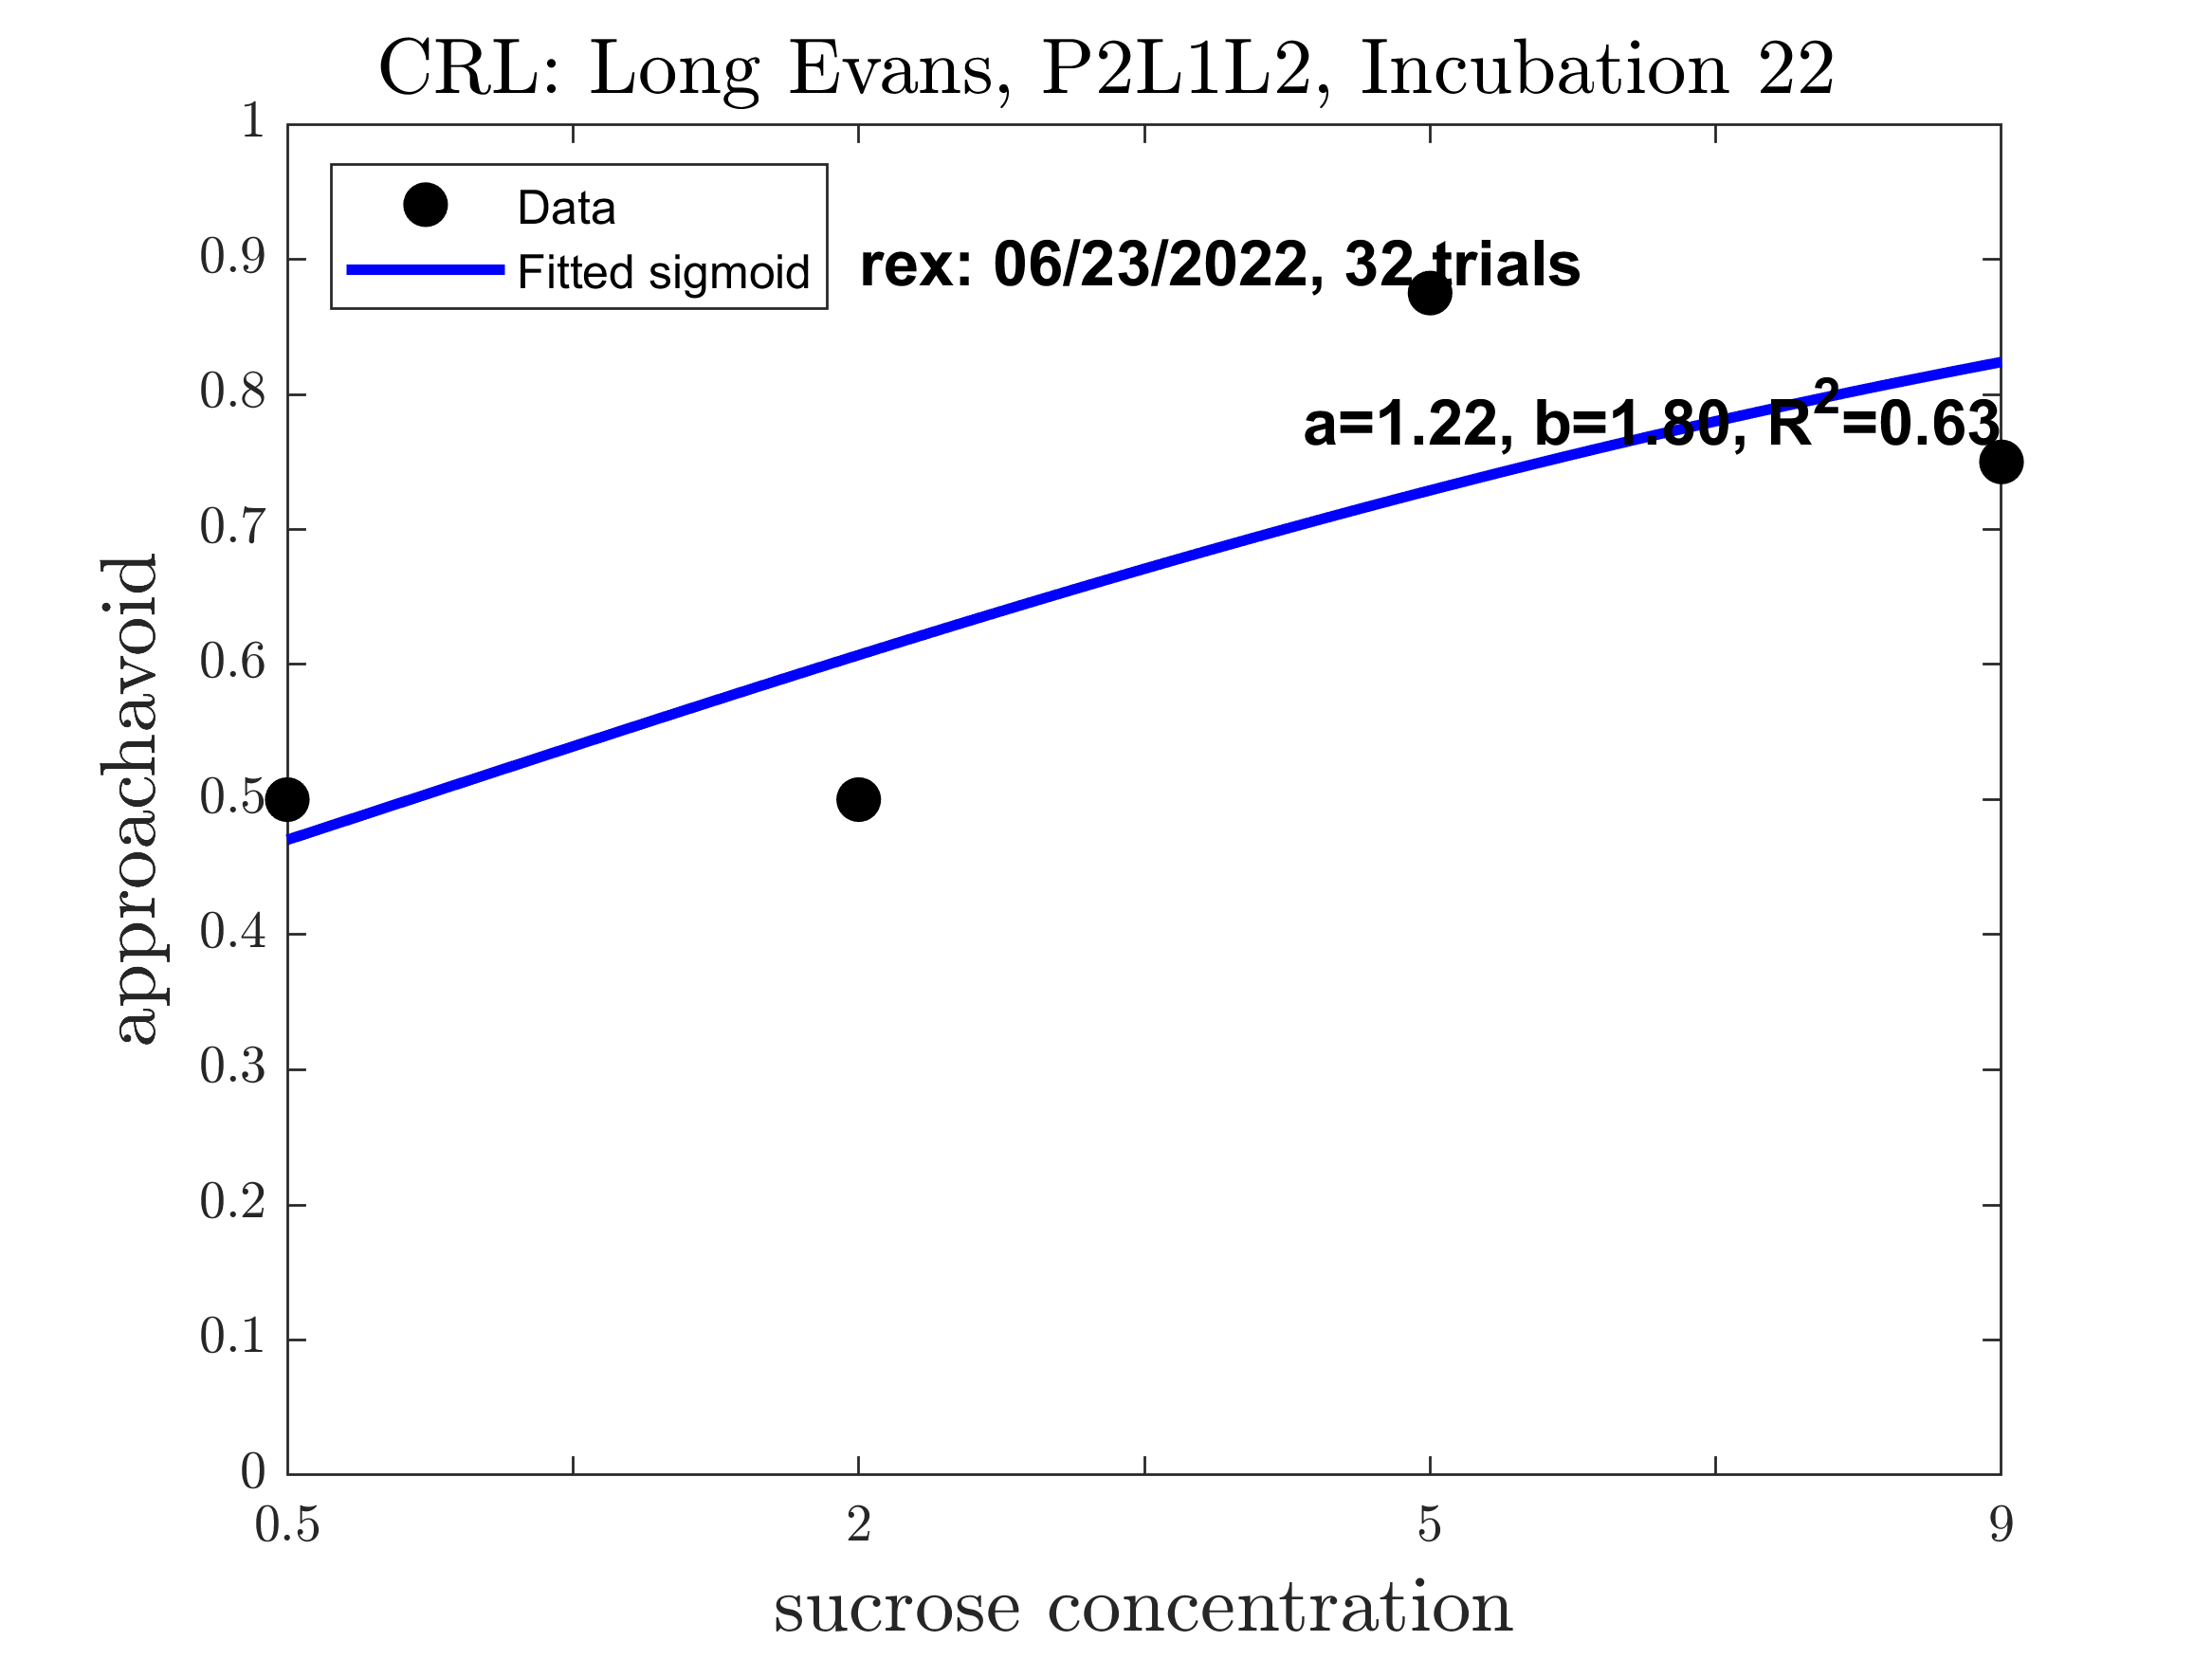 CRL: Long Evans, P2L1L2, Incubation 22
1
0.9
0.8
0.7
0.6
0.5
0.4
0.3
0.2
0.1
0
approachavoid
Data
Fitted sigmoid
rex: 06/23/2022, 32 trials
a=1.22, b=1.80, R²=0.63
0.5 2 5 9
sucrose concentration